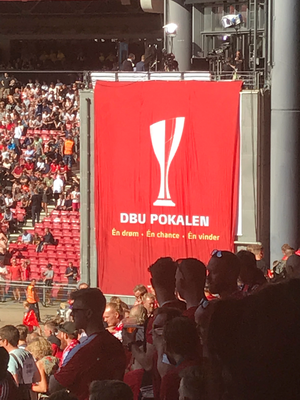 DBU POKALEN
Én drøm - Én chance - Én vinder